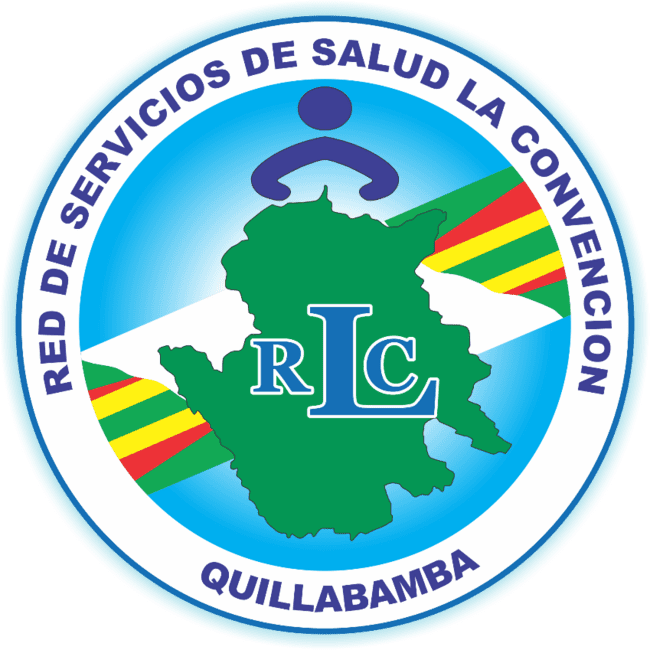 RED DE SERVICIOS DE SALUD LA CONVENCION
RLC
QUILLABAMBA